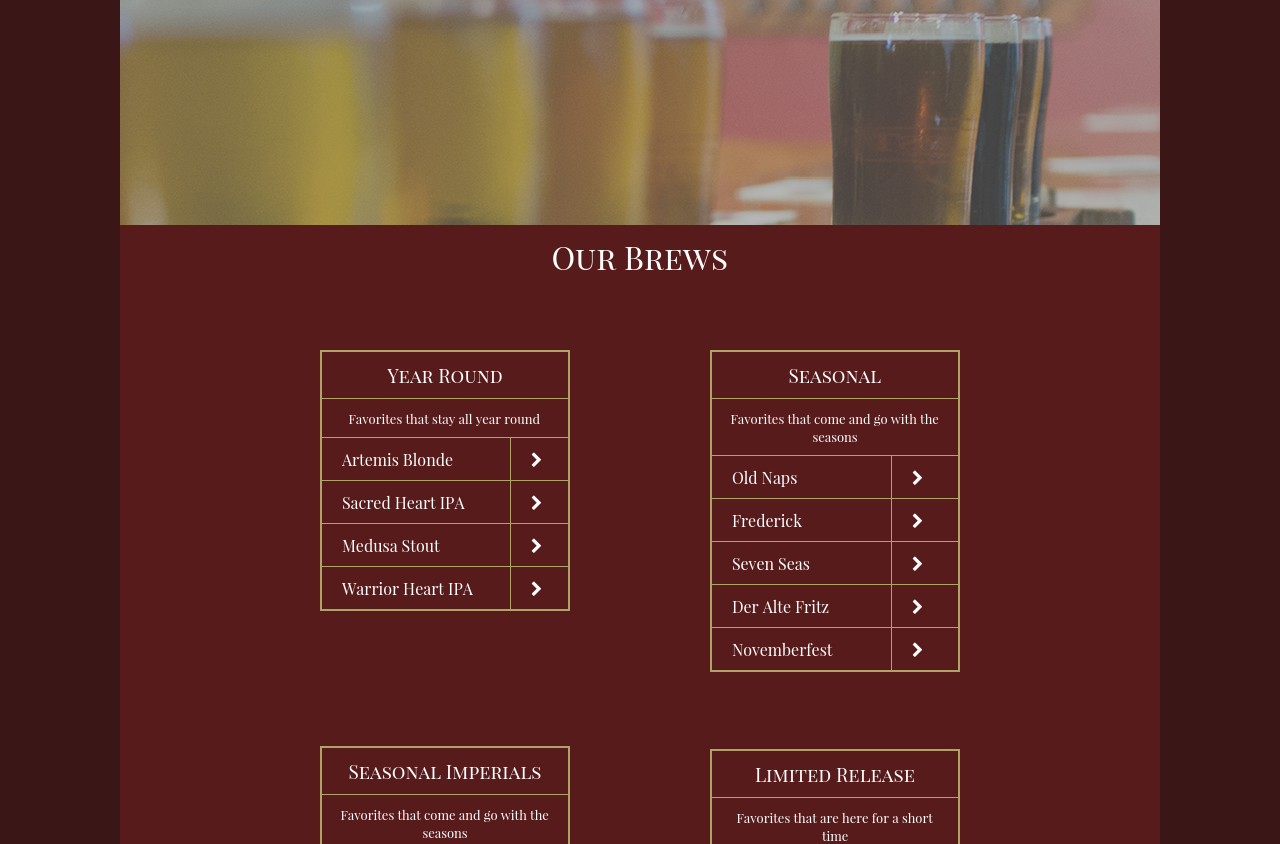 Our Brews
Year Round
Favorites that stay all year round
Artemis Blonde
Sacred Heart IPA
Medusa Stout
Warrior Heart IPA
Seasonal
Favorites that come and go with the
seasons
Old Naps
Frederick
Seven Seas
Der Alte Fritz
Novemberfest
Seasonal Imperials
Favorites that come and go with the
seasons
Limited Release
Favorites that are here for a short
time